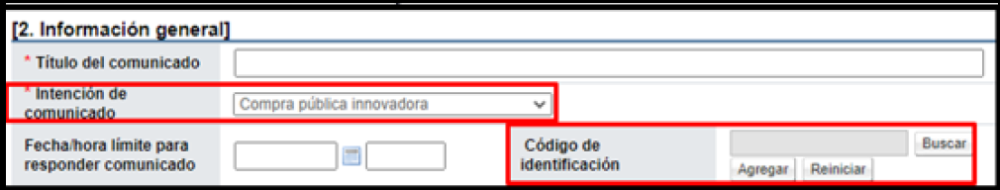 [2. Información general]
* Título del comunicado
* Intención de
comunicado
Compra pública innovadora
Fecha/hora límite para
responder comunicado
Código de
identificación
Buscar
Agregar Reiniciar